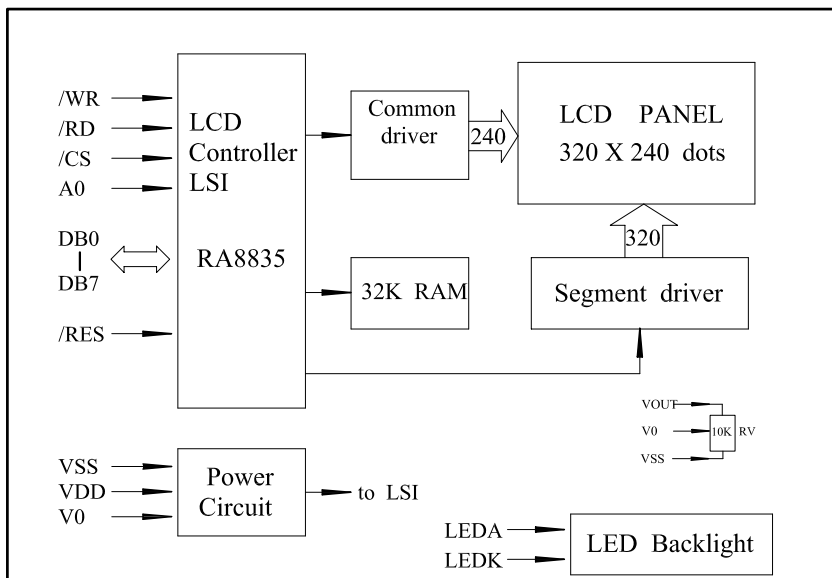 /WR
/RD
/CS
A0
DB0
DB7
/RES
LCD
Controller
LSI
RA8835
Common
driver
240
LCD PANEL
320 X 240 dots
320
32K RAM
Segment driver
VOUT
V0
VSS
10K
RV
VSS
VDD
V0
Power
Circuit
to LSI
LEDA
LEDK
LED Backlight